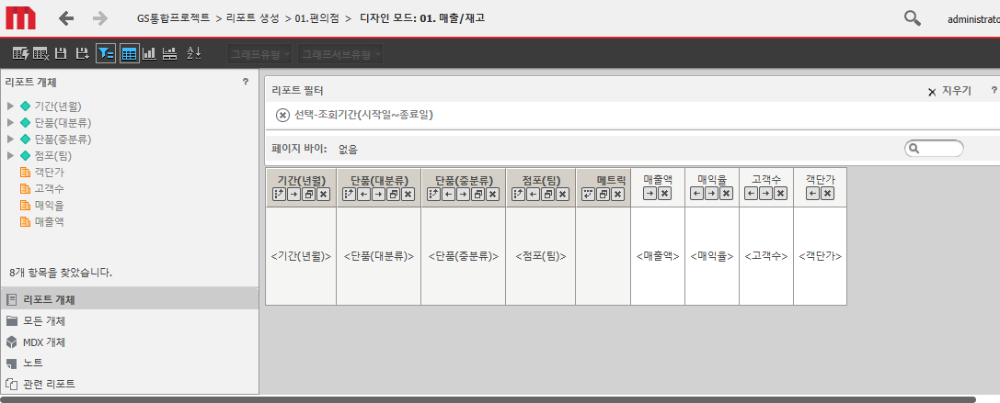 GS통합프로젝트 > 리포트 생성 > 01.편의점 > 디자인 모드: 01. 매출/재고
administrato
그래프유형
그래프서브유형
리포트 개체
?
기간(년월)
단품(대분류)
단품(중분류)
점포(팀)
객단가
고객수
매익율
매출액
8개 항목을 찾았습니다.
리포트 개체
모든 개체
MDX 개체
노트
관련 리포트
리포트 필터
지우기
?
선택-조회기간(시작일~종료일)
페이지 바이: 없음
기간(년월) 단품(대분류) 단품(중분류) 점포(팀) 메트릭 매출액 매익율 고객수 객단가
<기간(년월)> <단품(대분류)> <단품(중분류)> <점포(팀)> <매출액> <매익율> <고객수> <객단가>